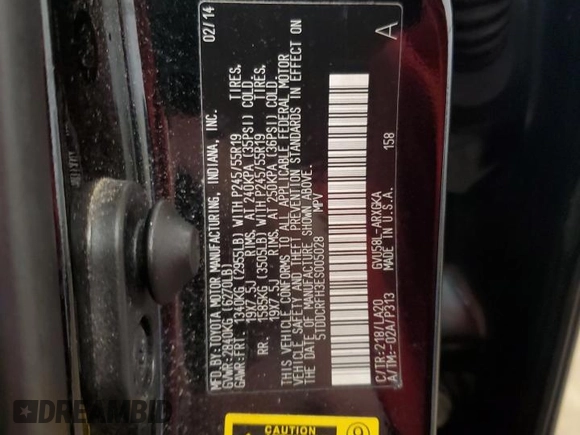 MFD.BY:TOYOTA MOTOR MANUFACTURING, INDIANA, INC. 02/14
GVWR:2840KG (6270LB)
GAWR:FRT. 1342KG (2955LB) WITH P245/55R19 TIRES,
19X7.5J RIMS, AT 240KPA (35PSI) COLD.
RR. 1585KG (3505LB) WITH P245/55R19 TIRES,
19X7.5J RIMS, AT 250KPA (36PSI) COLD.
THIS VEHICLE CONFORMS TO ALL APPLICABLE FEDERAL MOTOR
VEHICLE SAFETY AND THEFT PREVENTION STANDARDS IN EFFECT ON
THE DATE OF MANUFACTURE SHOWN ABOVE.
5TDDCRFH3ES005028 MPV A
158
C/TR:218/LA20 GVU58L-ARXGKA
A/TM:-02A/P313 MADE IN U.S.A.
CAUTION
DREAMBID